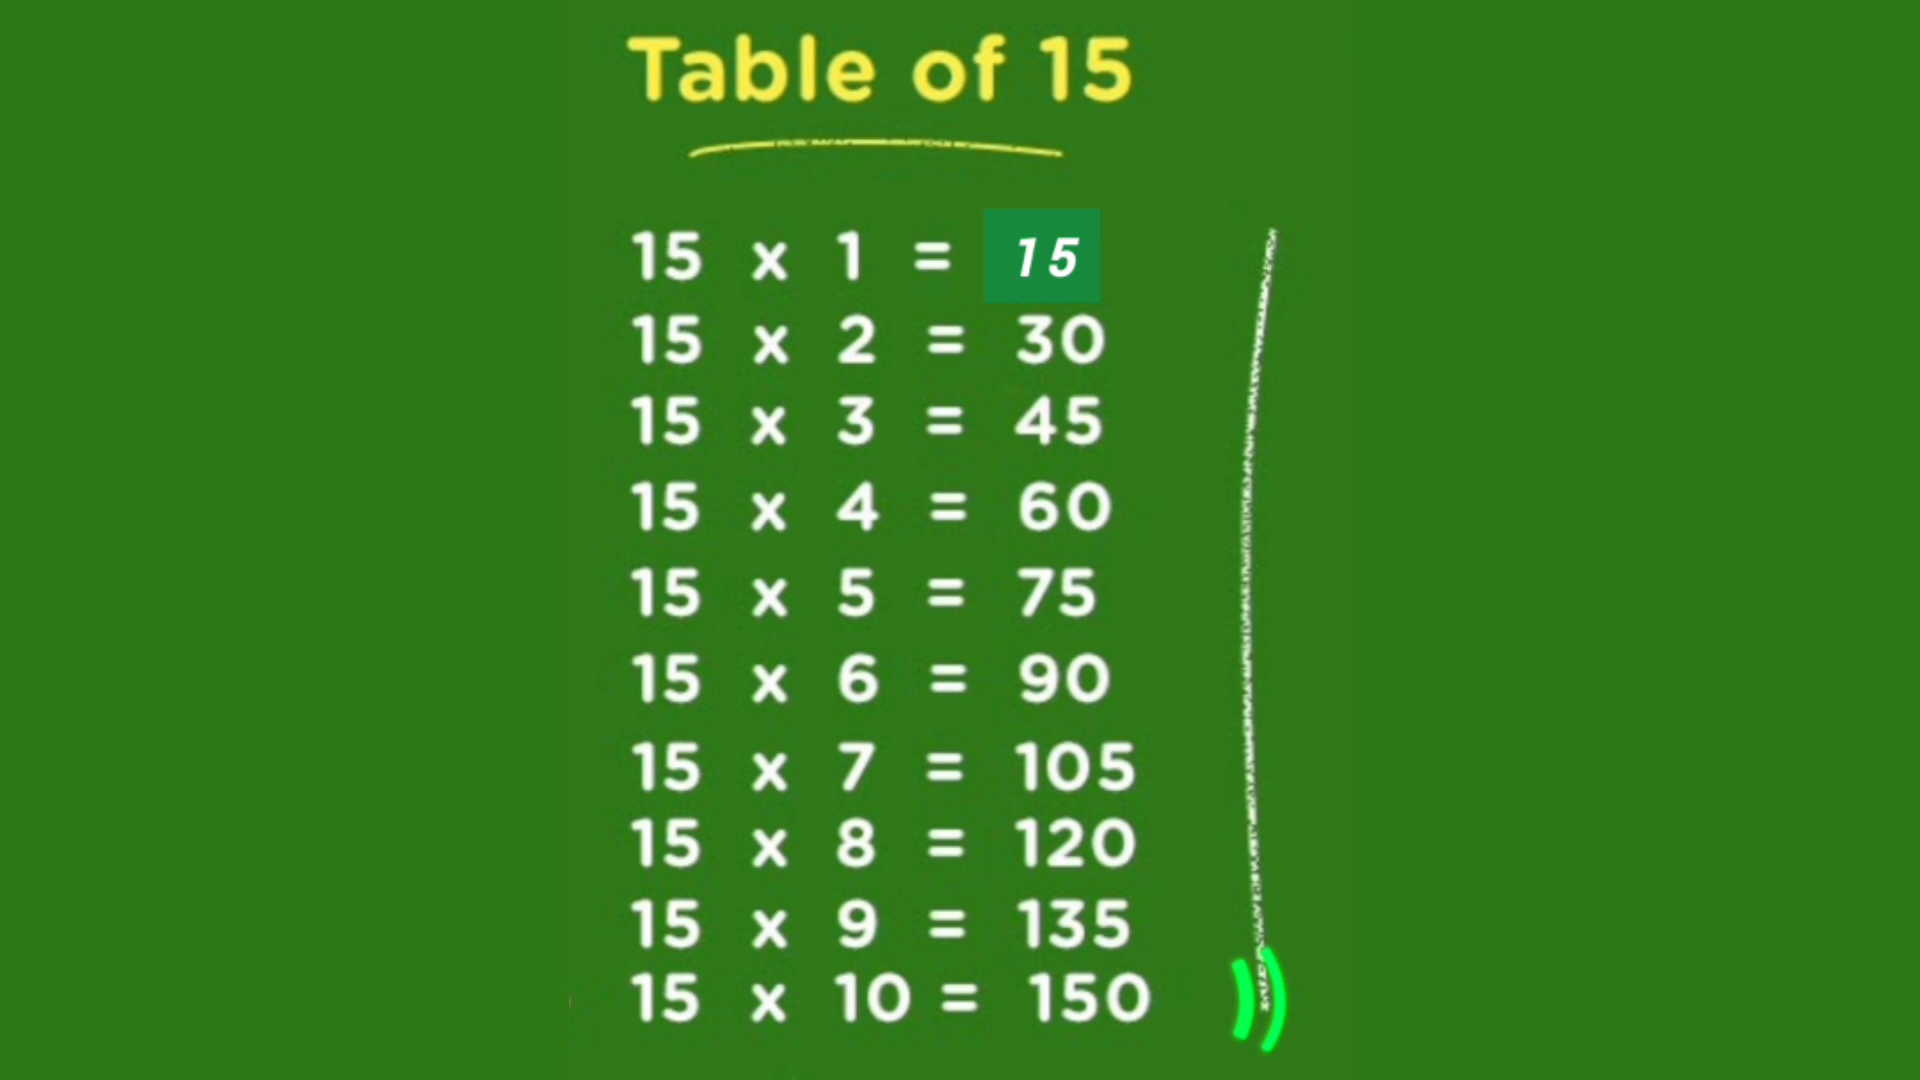 Table of 15
15 x 1 = 15
15 x 2 = 30
15 x 3 = 45
15 x 4 = 60
15 x 5 = 75
15 x 6 = 90
15 x 7 = 105
15 x 8 = 120
15 x 9 = 135
15 x 10 = 150